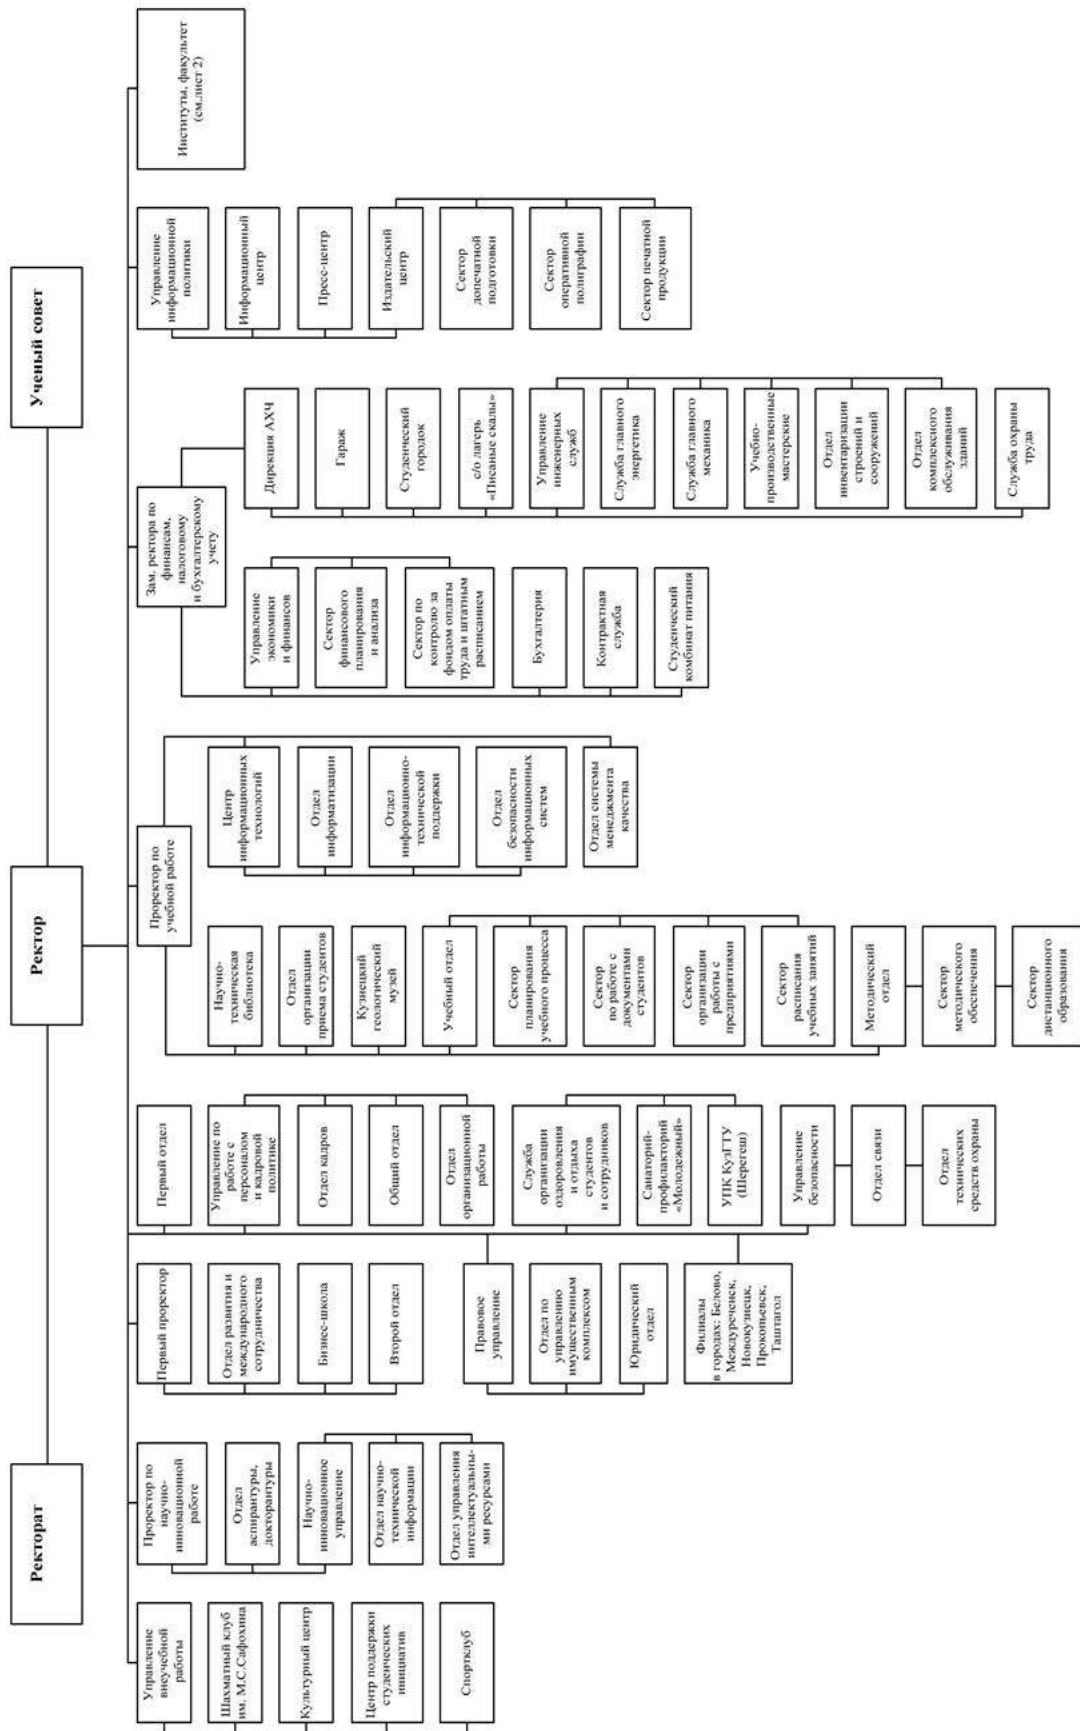 Ректорат
Ректор
Ученый совет
Управление
внеучебной
работы
Шахматный клуб
им. М.С.Сафохина
Культурный центр
Центр поддержки
студенческих
инициатив
Спортклуб
Проректор по
научно-
инновационной
работе
Отдел
аспирантуры,
докторантуры
Научно-
инновационное
управление
Отдел научно-
технической
информации
Отдел управления
интеллектуальны-
ми ресурсами
Первый проректор
Отдел развития и
международного
сотрудничества
Бизнес-школа
Второй отдел
Правовое
управление
Отдел по
управлению
имущественным
комплексом
Юридический
отдел
Филиалы
в городах: Белово,
Междуреченск,
Новокузнецк,
Прокопьевск,
Таштагол
Первый отдел
Управление по
работе с
персоналом
и кадровой
политике
Отдел кадров
Общий отдел
Отдел
организационной
работы
Служба
организации
оздоровления
и отдыха
студентов
и сотрудников
Санаторий-
профилакторий
«Молодежный»
УПК КузГТУ
(Шерегеш)
Управление
безопасности
Отдел связи
Отдел
технических
средств охраны
Проректор по
учебной работе
Научно-
техническая
библиотека
Отдел
организации
приема студентов
Кузнецкий
геологический
музей
Учебный отдел
Сектор
планирования
учебного процесса
Сектор
по работе с
документами
студентов
Сектор
организации
работы с
предприятиями
Сектор
расписания
учебных занятий
Методический
отдел
Сектор
методического
обеспечения
Сектор
дистанционного
образования
Центр
информационных
технологий
Отдел
информатизации
Отдел
информационно-
технической
поддержки
Отдел
безопасности
информационных
систем
Отдел системы
менеджмента
качества
Зам. ректора по
финансам,
налоговому
и бухгалтерскому
учету
Управление
экономики
и финансов
Сектор
финансового
планирования
и анализа
Сектор по
контролю за
фондом оплаты
труда и штатным
расписанием
Бухгалтерия
Контрактная
служба
Студенческий
комбинат питания
Дирекция АХЧ
Гараж
Студенческий
городок
с/о лагерь
«Писаные скалы»
Управление
инженерных
служб
Служба главного
энергетика
Служба главного
механика
Учебно-
производственные
мастерские
Отдел
инвентаризации
строений и
сооружений
Отдел
комплексного
обслуживания
зданий
Служба охраны
труда
Управление
информационной
политики
Информационный
центр
Пресс-центр
Издательский
центр
Сектор
допечатной
подготовки
Сектор
оперативной
полиграфии
Сектор печатной
продукции
Институты, факультет
(см.лист 2)